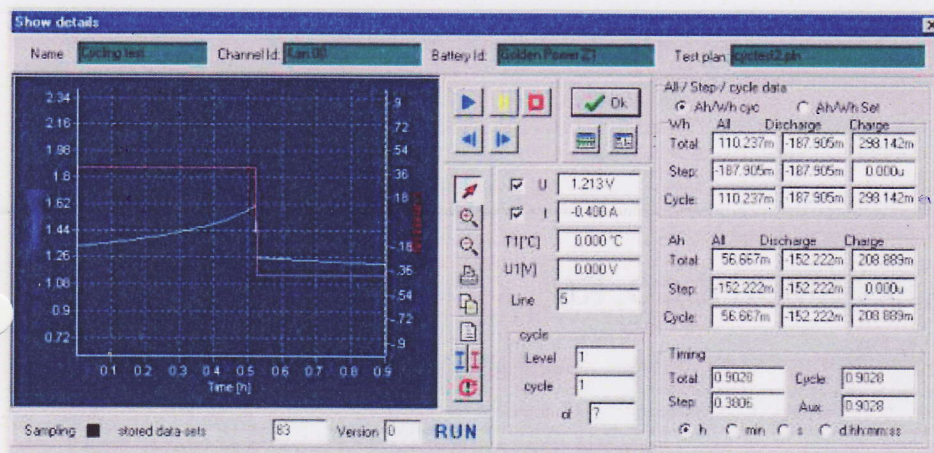 Show details
Name Cycling test Channel Id: Kan 00 Battery Id: Golden Power Z1 Test plan: cyctest2.pln
2.34
2.16
1.98
1.8
1.62
1.44
1.26
1.08
0.9
0.72
.9
.72
.54
.36
.18
-.18
-.36
-.54
-.72
-.9
0.1 0.2 0.3 0.4 0.5 0.6 0.7 0.8 0.9
Time [h]
Ok
U 1.213 V
I -0.400 A
T1[°C] 0.000 °C
U1[V] 0.000 V
Line 5
cycle
Level 1
cycle 1
of ?
All / Step / cycle data
Ah/Wh cyc Ah/Wh Set
Wh All Discharge Charge
Total: 110.237m -187.905m 298.142m
Step: -187.905m -187.905m 0.000u
Cycle: 110.237m -187.905m 298.142m
Ah All Discharge Charge
Total: 56.667m -152.222m 208.889m
Step: -152.222m -152.222m 0.000u
Cycle: 56.667m -152.222m 208.889m
Timing
Total: 0.9028 Cycle: 0.9028
Step: 0.3806 Aux: 0.9028
h min s d.hh:mm:ss
Sampling stored data-sets 83 Version 0 RUN